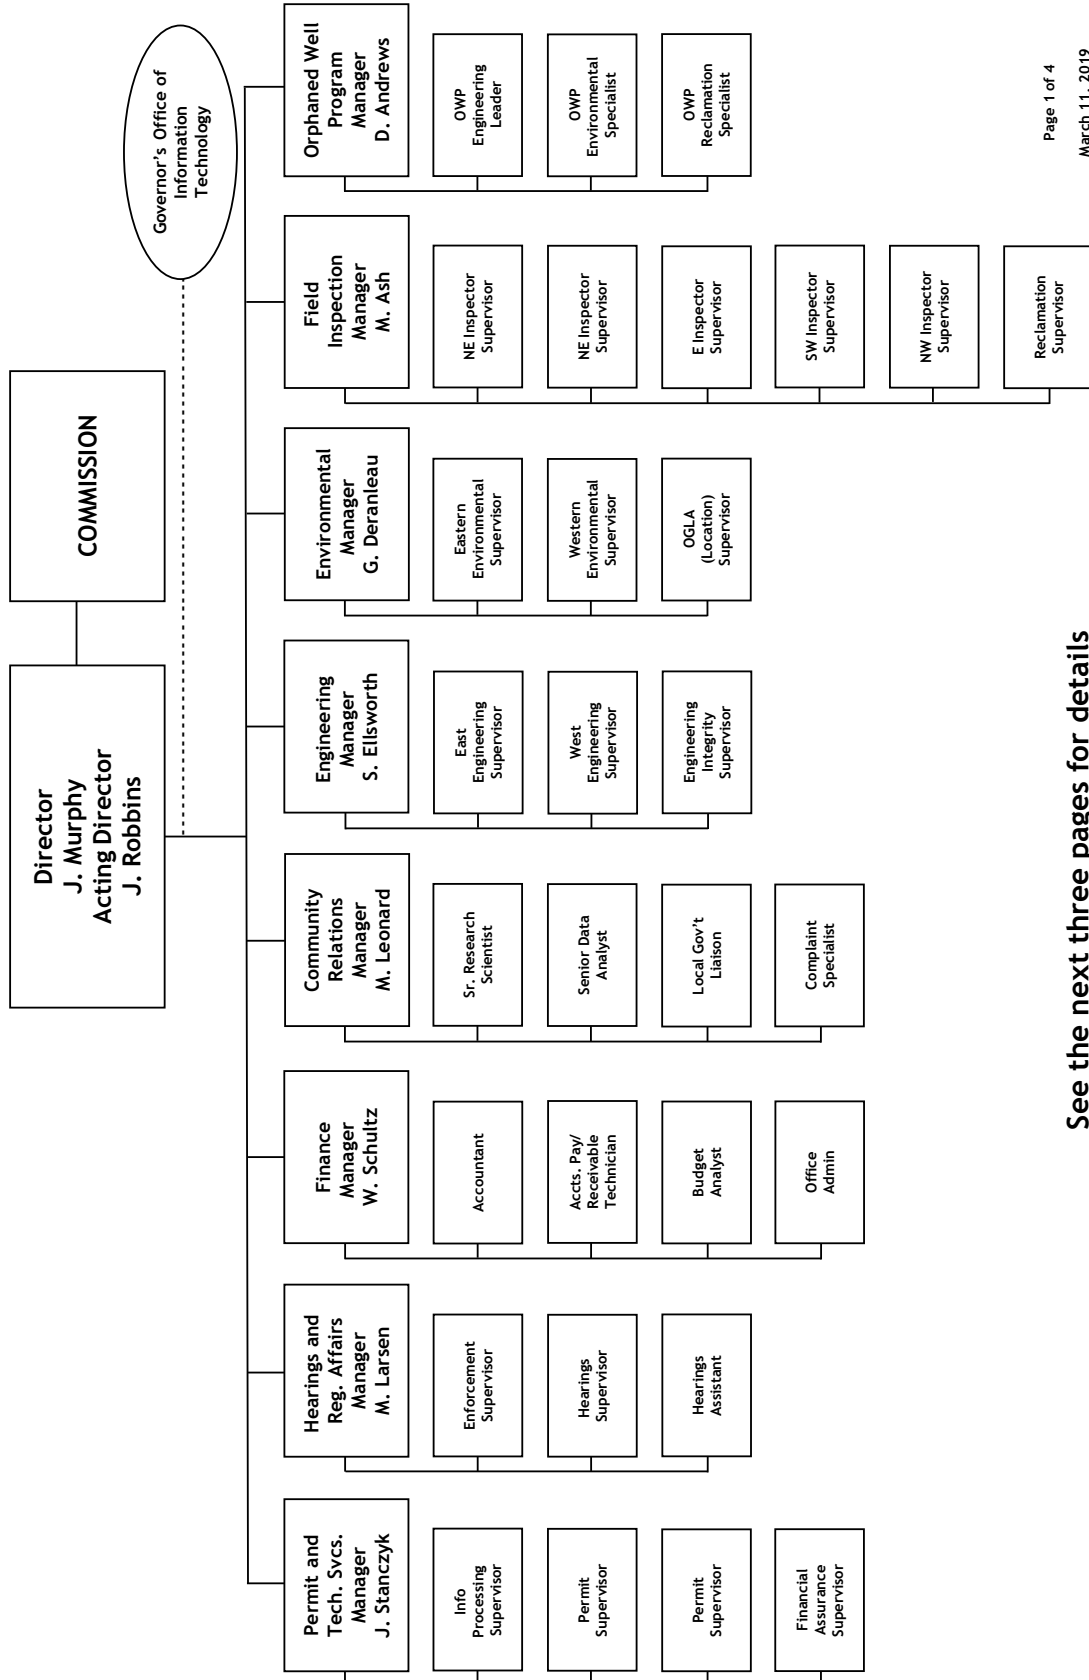 COMMISSION
Director
J. Murphy
Acting Director
J. Robbins
Governor's Office of
Information
Technology
Permit and
Tech. Svcs.
Manager
J. Stanczyk
Info
Processing
Supervisor
Permit
Supervisor
Permit
Supervisor
Financial
Assurance
Supervisor
Hearings and
Reg. Affairs
Manager
M. Larsen
Enforcement
Supervisor
Hearings
Supervisor
Hearings
Assistant
Finance
Manager
W. Schultz
Accountant
Accts. Pay/
Receivable
Technician
Budget
Analyst
Office
Admin
Community
Relations
Manager
M. Leonard
Sr. Research
Scientist
Senior Data
Analyst
Local Gov't
Liaison
Complaint
Specialist
Engineering
Manager
S. Ellsworth
East
Engineering
Supervisor
West
Engineering
Supervisor
Engineering
Integrity
Supervisor
Environmental
Manager
G. Deranleau
Eastern
Environmental
Supervisor
Western
Environmental
Supervisor
OGLA
(Location)
Supervisor
Field
Inspection
Manager
M. Ash
NE Inspector
Supervisor
NE Inspector
Supervisor
E Inspector
Supervisor
SW Inspector
Supervisor
NW Inspector
Supervisor
Reclamation
Supervisor
Orphaned Well
Program
Manager
D. Andrews
OWP
Engineering
Leader
OWP
Environmental
Specialist
OWP
Reclamation
Specialist
See the next three pages for details
Page 1 of 4
March 11, 2019